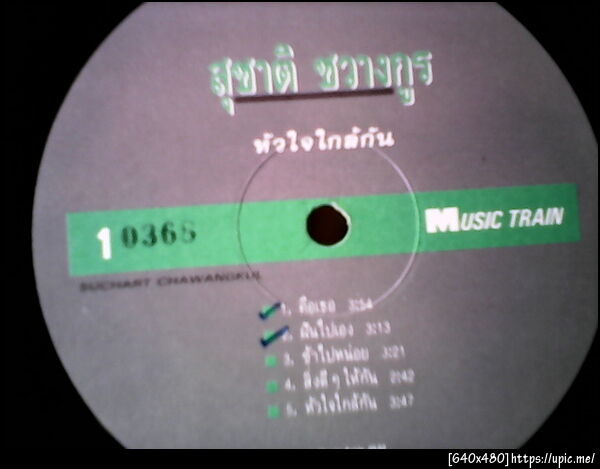 สุชาติ ชวางกูร
หัวใจใกล้กัน
1 0365 MUSIC TRAIN
SUCHART CHAWANGKUL
1. คือเธอ 3:54
2. ฝันไปเอง 3:13
3. ช้าไปหน่อย 3:21
4. สิ่งดี ๆ ให้กัน 2:42
5. หัวใจใกล้กัน 3:47
[640x480]https://upic.me/